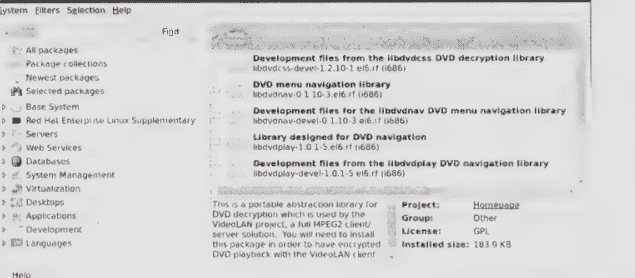 System Filters Selection Help
Find
All packages
Package collections
Newest packages
Selected packages
Base System
Red Hat Enterprise Linux Supplementary
Servers
Web Services
Databases
System Management
Virtualization
Desktops
Applications
Development
Languages
Development files from the libdvdcss DVD decryption library
libdvdcss-devel-1.2.10-1 el6.rf (i686)
DVD menu navigation library
libdvdnav-0 1 10-3.el6.rf (i686)
Development files for the libdvdnav DVD menu navigation library
libdvdnav-devel-0 1.10-3.el6.rf (i686)
Library designed for DVD navigation
libdvdplay-1.0 1-5.el6.rf (i686)
Development files from the libdvdplay DVD navigation library
libdvdplay-devel-1.0.1-5 el6.rf (i686)
This is a portable abstraction library for
DVD decryption which is used by the
VideoLAN project, a full MPEG2 client/
server solution. You will need to install
this package in order to have encrypted
DVD playback with the VideoLAN client
Project: Homepage
Group: Other
License: GPL
Installed size: 183.9 KB
Help